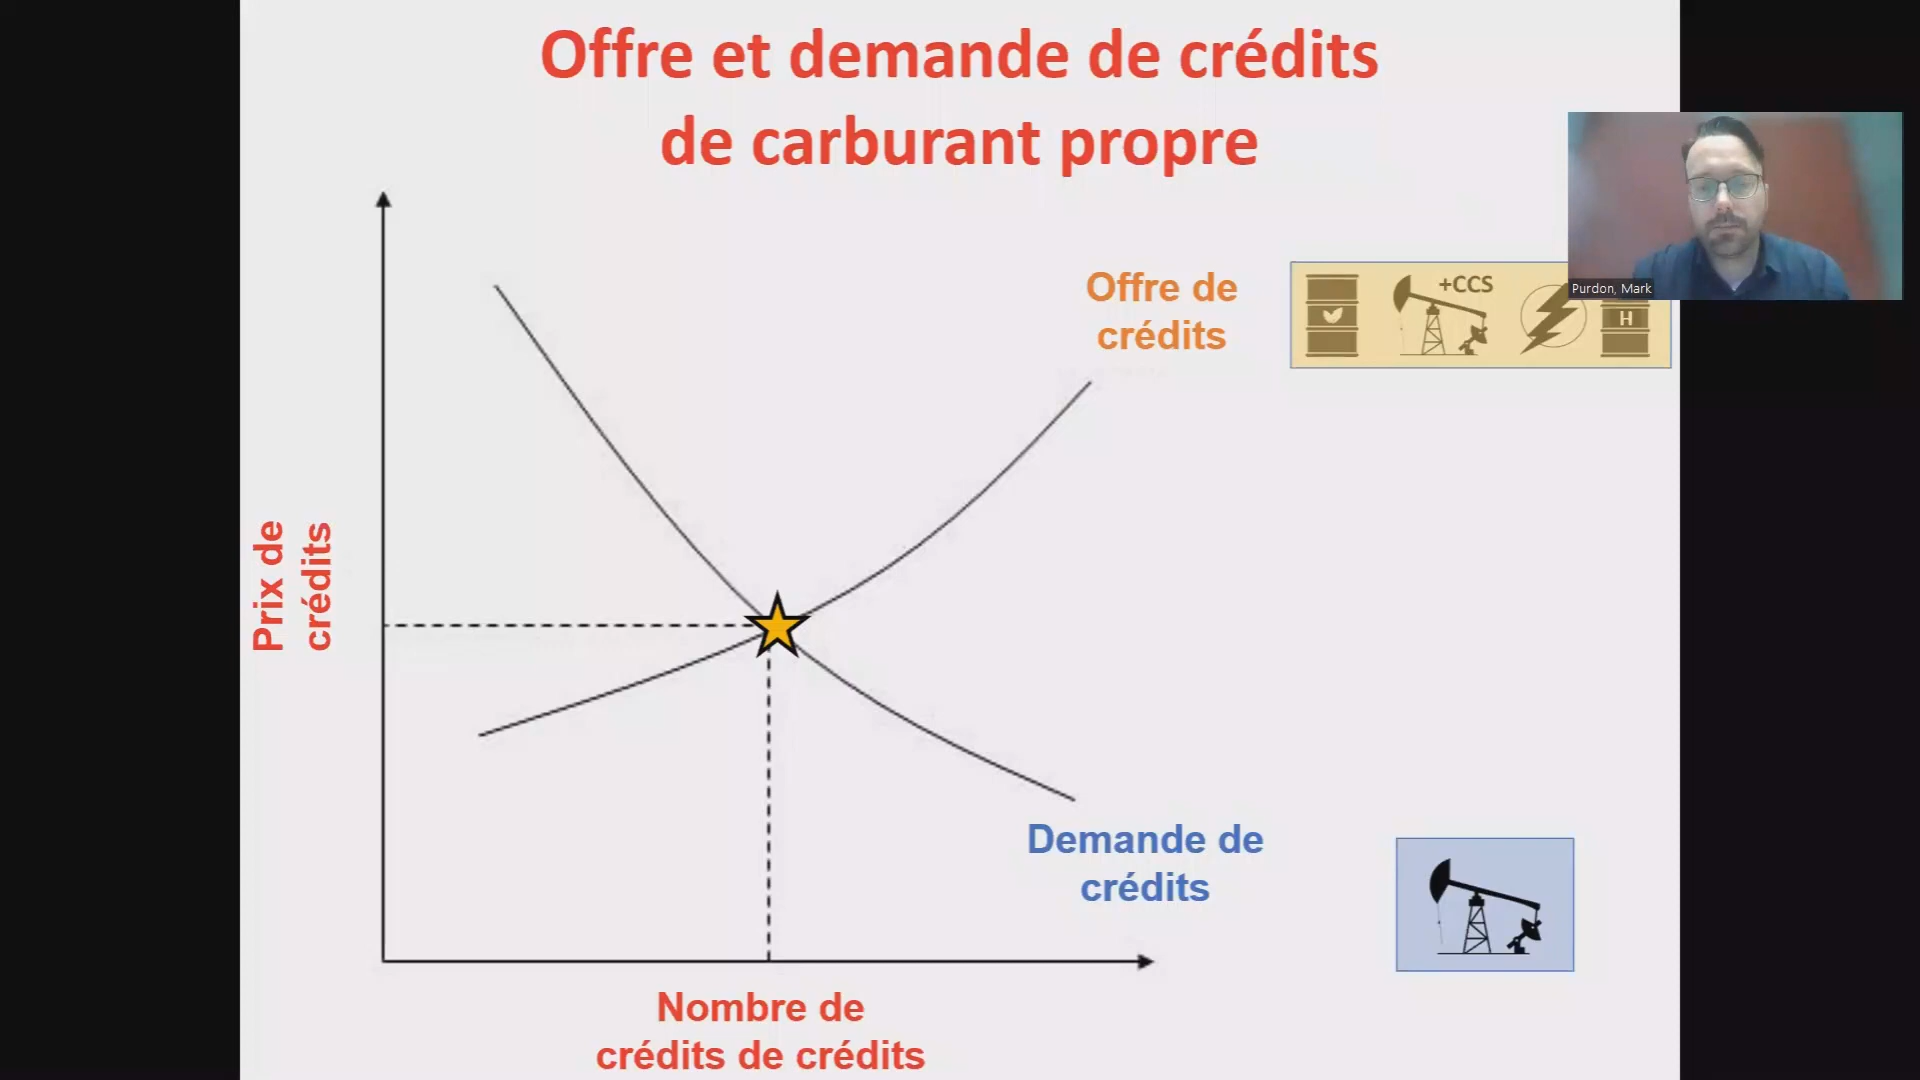 Offre et demande de crédits
de carburant propre
Purdon, Mark
Offre de
crédits
+CCS
H
Prix de
crédits
Demande de
crédits
Nombre de
crédits de crédits